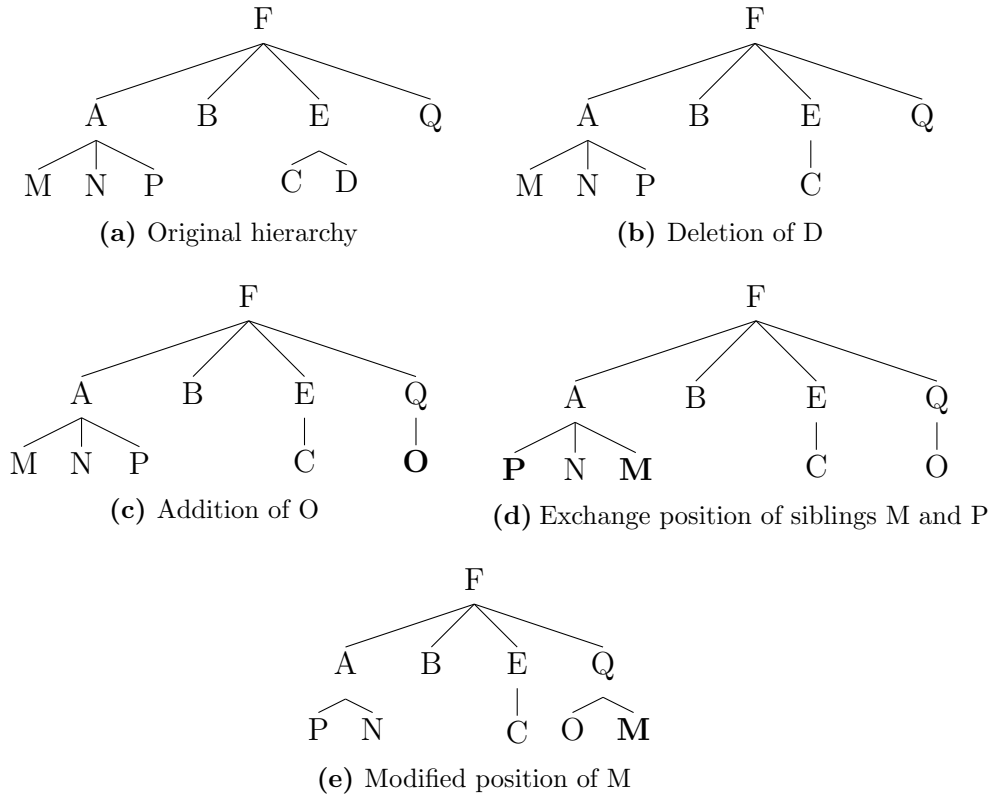 F
A B E Q
M N P C D
(a) Original hierarchy
F
A B E Q
M N P C
(b) Deletion of D
F
A B E Q
M N P C O
(c) Addition of O
F
A B E Q
P N M C O
(d) Exchange position of siblings M and P
F
A B E Q
P N C O M
(e) Modified position of M